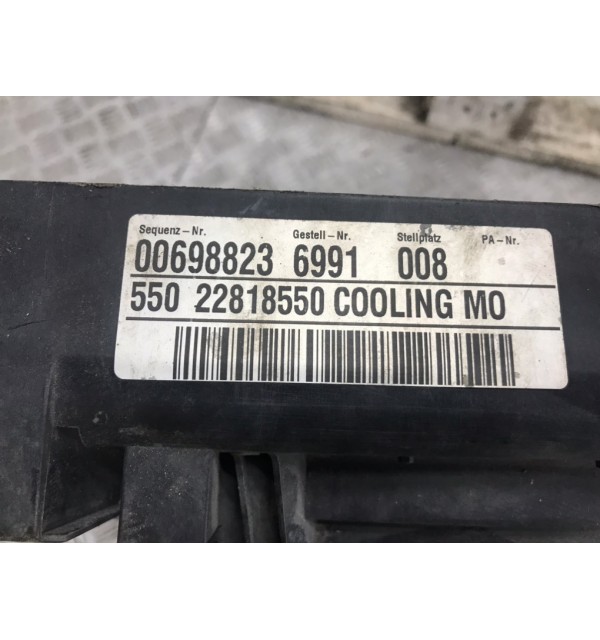 Sequenz-Nr. Gestell-Nr. Stellplatz PA-Nr.
00698823 6991 008
550 22818550 COOLING MO